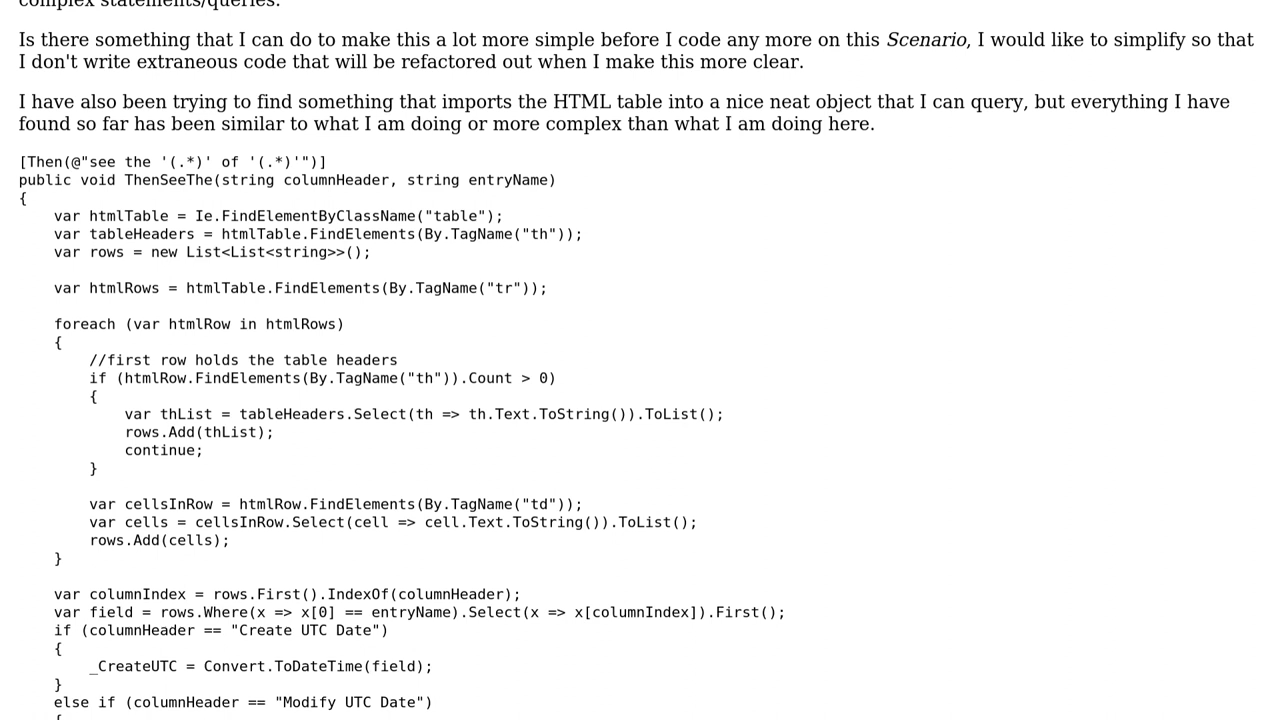 complex statements/queries.
Is there something that I can do to make this a lot more simple before I code any more on this Scenario, I would like to simplify so that
I don't write extraneous code that will be refactored out when I make this more clear.
I have also been trying to find something that imports the HTML table into a nice neat object that I can query, but everything I have
found so far has been similar to what I am doing or more complex than what I am doing here.
[Then(@"see the '(.*)' of '(.*)'")]
public void ThenSeeThe(string columnHeader, string entryName)
{
    var htmlTable = Ie.FindElementByClassName("table");
    var tableHeaders = htmlTable.FindElements(By.TagName("th"));
    var rows = new List<List<string>>();
    var htmlRows = htmlTable.FindElements(By.TagName("tr"));
    foreach (var htmlRow in htmlRows)
    {
        //first row holds the table headers
        if (htmlRow.FindElements(By.TagName("th")).Count > 0)
        {
            var thList = tableHeaders.Select(th => th.Text.ToString()).ToList();
            rows.Add(thList);
            continue;
        }
        var cellsInRow = htmlRow.FindElements(By.TagName("td"));
        var cells = cellsInRow.Select(cell => cell.Text.ToString()).ToList();
        rows.Add(cells);
    }
    var columnIndex = rows.First().IndexOf(columnHeader);
    var field = rows.Where(x => x[0] == entryName).Select(x => x[columnIndex]).First();
    if (columnHeader == "Create UTC Date")
    {
        _CreateUTC = Convert.ToDateTime(field);
    }
    else if (columnHeader == "Modify UTC Date")
    {